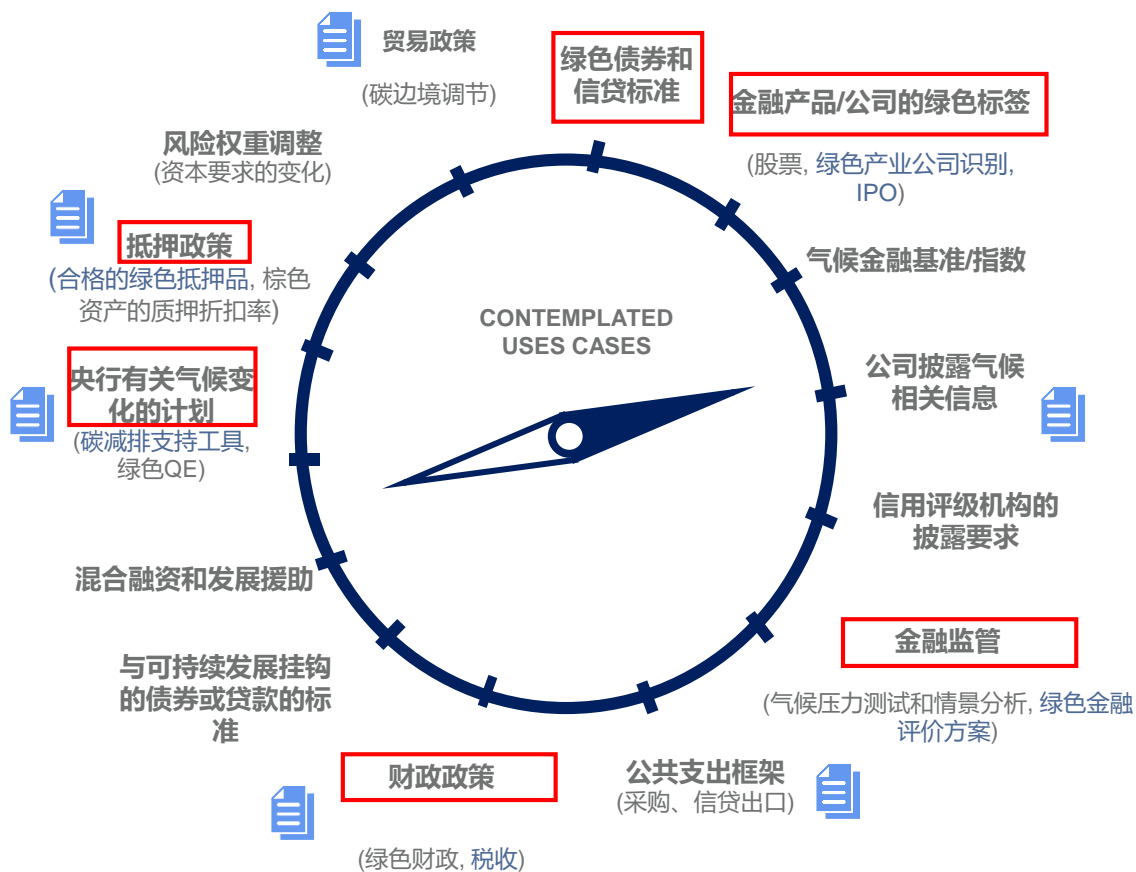 贸易政策
(碳边境调节)
绿色债券和
信贷标准
金融产品/公司的绿色标签
(股票, 绿色产业公司识别,
IPO)
气候金融基准/指数
公司披露气候
相关信息
信用评级机构的
披露要求
金融监管
(气候压力测试和情景分析, 绿色金融
评价方案)
公共支出框架
(采购、信贷出口)
财政政策
(绿色财政, 税收)
与可持续发展挂钩
的债券或贷款的标
准
混合融资和发展援助
央行有关气候变
化的计划
(碳减排支持工具,
绿色QE)
抵押政策
(合格的绿色抵押品, 棕色
资产的质押折扣率)
风险权重调整
(资本要求的变化)
CONTEMPLATED
USES CASES